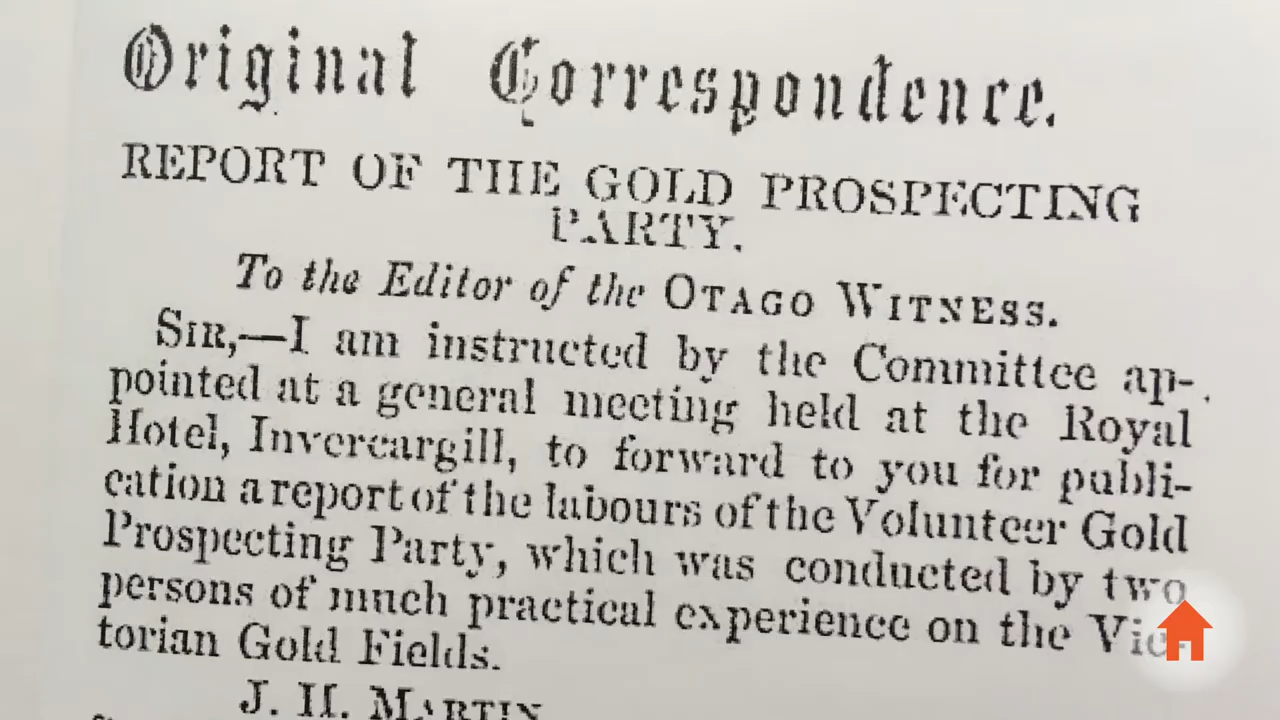 Original Correspondence.
REPORT OF THE GOLD PROSPECTING
PARTY.
To the Editor of the OTAGO WITNESS.
SIR,—I am instructed by the Committee ap-
pointed at a general meeting held at the Royal
Hotel, Invercargill, to forward to you for publi-
cation a report of the labours of the Volunteer Gold
Prospecting Party, which was conducted by two
persons of much practical experience on the Vic-
torian Gold Fields.
J. H. MARTIN